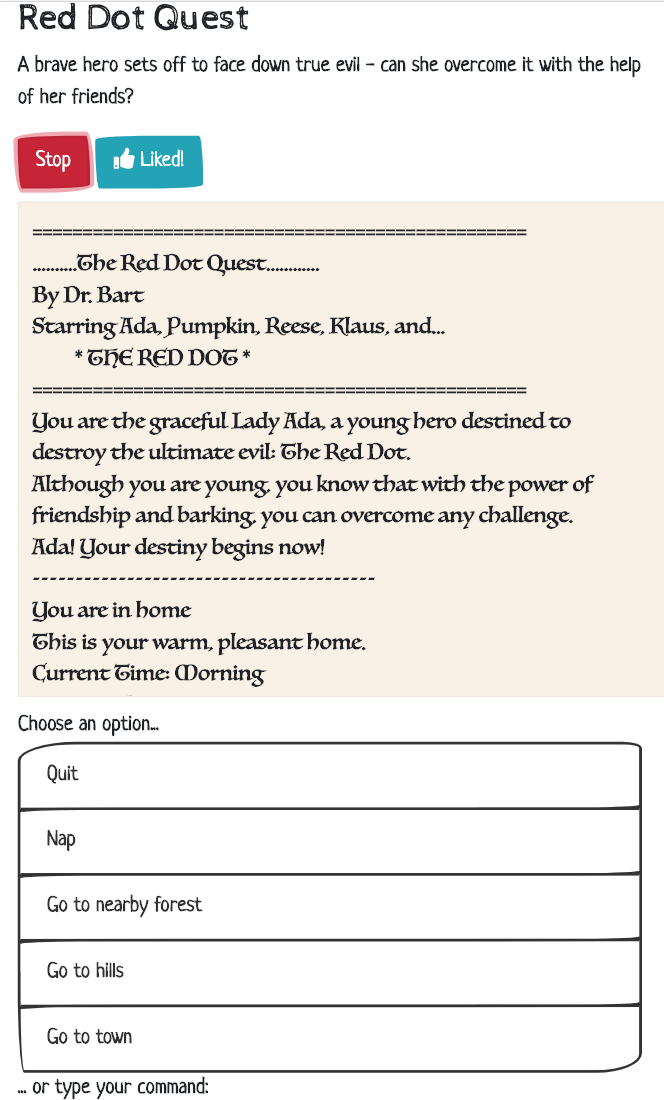 Red Dot Quest
A brave hero sets off to face down true evil - can she overcome it with the help
of her friends?
Stop
Liked!
=================================================
...........The Red Dot Quest.............
By Dr. Bart
Starring Ada, Pumpkin, Reese, Klaus, and...
* THE RED DOT *
=================================================
You are the graceful Lady Ada, a young hero destined to
destroy the ultimate evil: The Red Dot.
Although you are young, you know that with the power of
friendship and barking, you can overcome any challenge.
Ada! Your destiny begins now!
----------------------------------------
You are in home
This is your warm, pleasant home.
Current Time: Morning
Choose an option...
Quit
Nap
Go to nearby forest
Go to hills
Go to town
... or type your command: